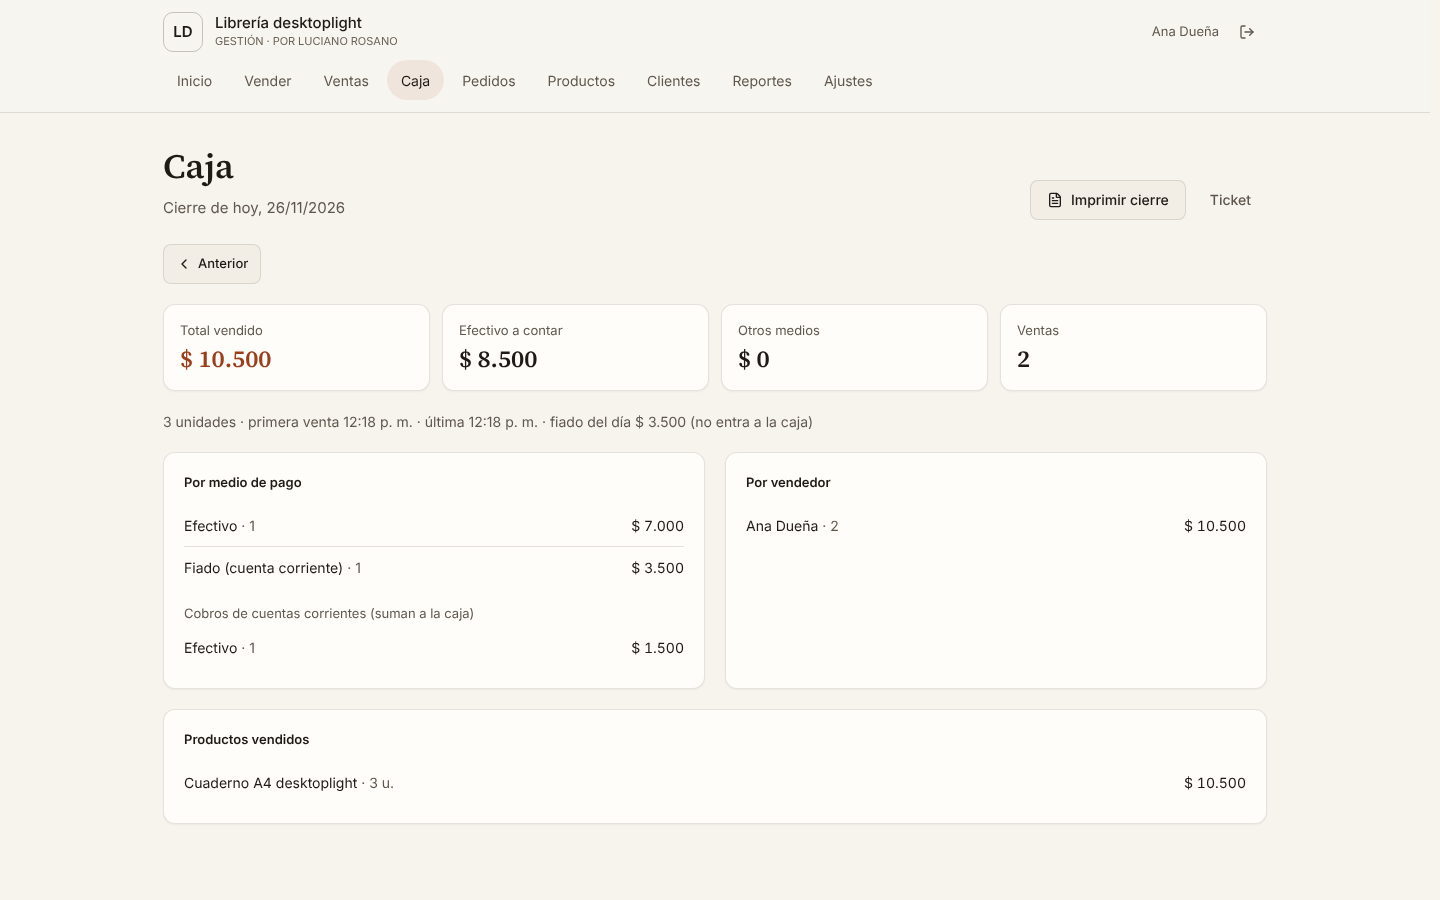 LD
Librería desktoplight
GESTIÓN · POR LUCIANO ROSANO
Ana Dueña
Inicio Vender Ventas Caja Pedidos Productos Clientes Reportes Ajustes
Caja
Cierre de hoy, 26/11/2026
Imprimir cierre
Ticket
Anterior
Total vendido
$ 10.500
Efectivo a contar
$ 8.500
Otros medios
$ 0
Ventas
2
3 unidades · primera venta 12:18 p. m. · última 12:18 p. m. · fiado del día $ 3.500 (no entra a la caja)
Por medio de pago
Efectivo · 1 $ 7.000
Fiado (cuenta corriente) · 1 $ 3.500
Cobros de cuentas corrientes (suman a la caja)
Efectivo · 1 $ 1.500
Por vendedor
Ana Dueña · 2 $ 10.500
Productos vendidos
Cuaderno A4 desktoplight · 3 u. $ 10.500